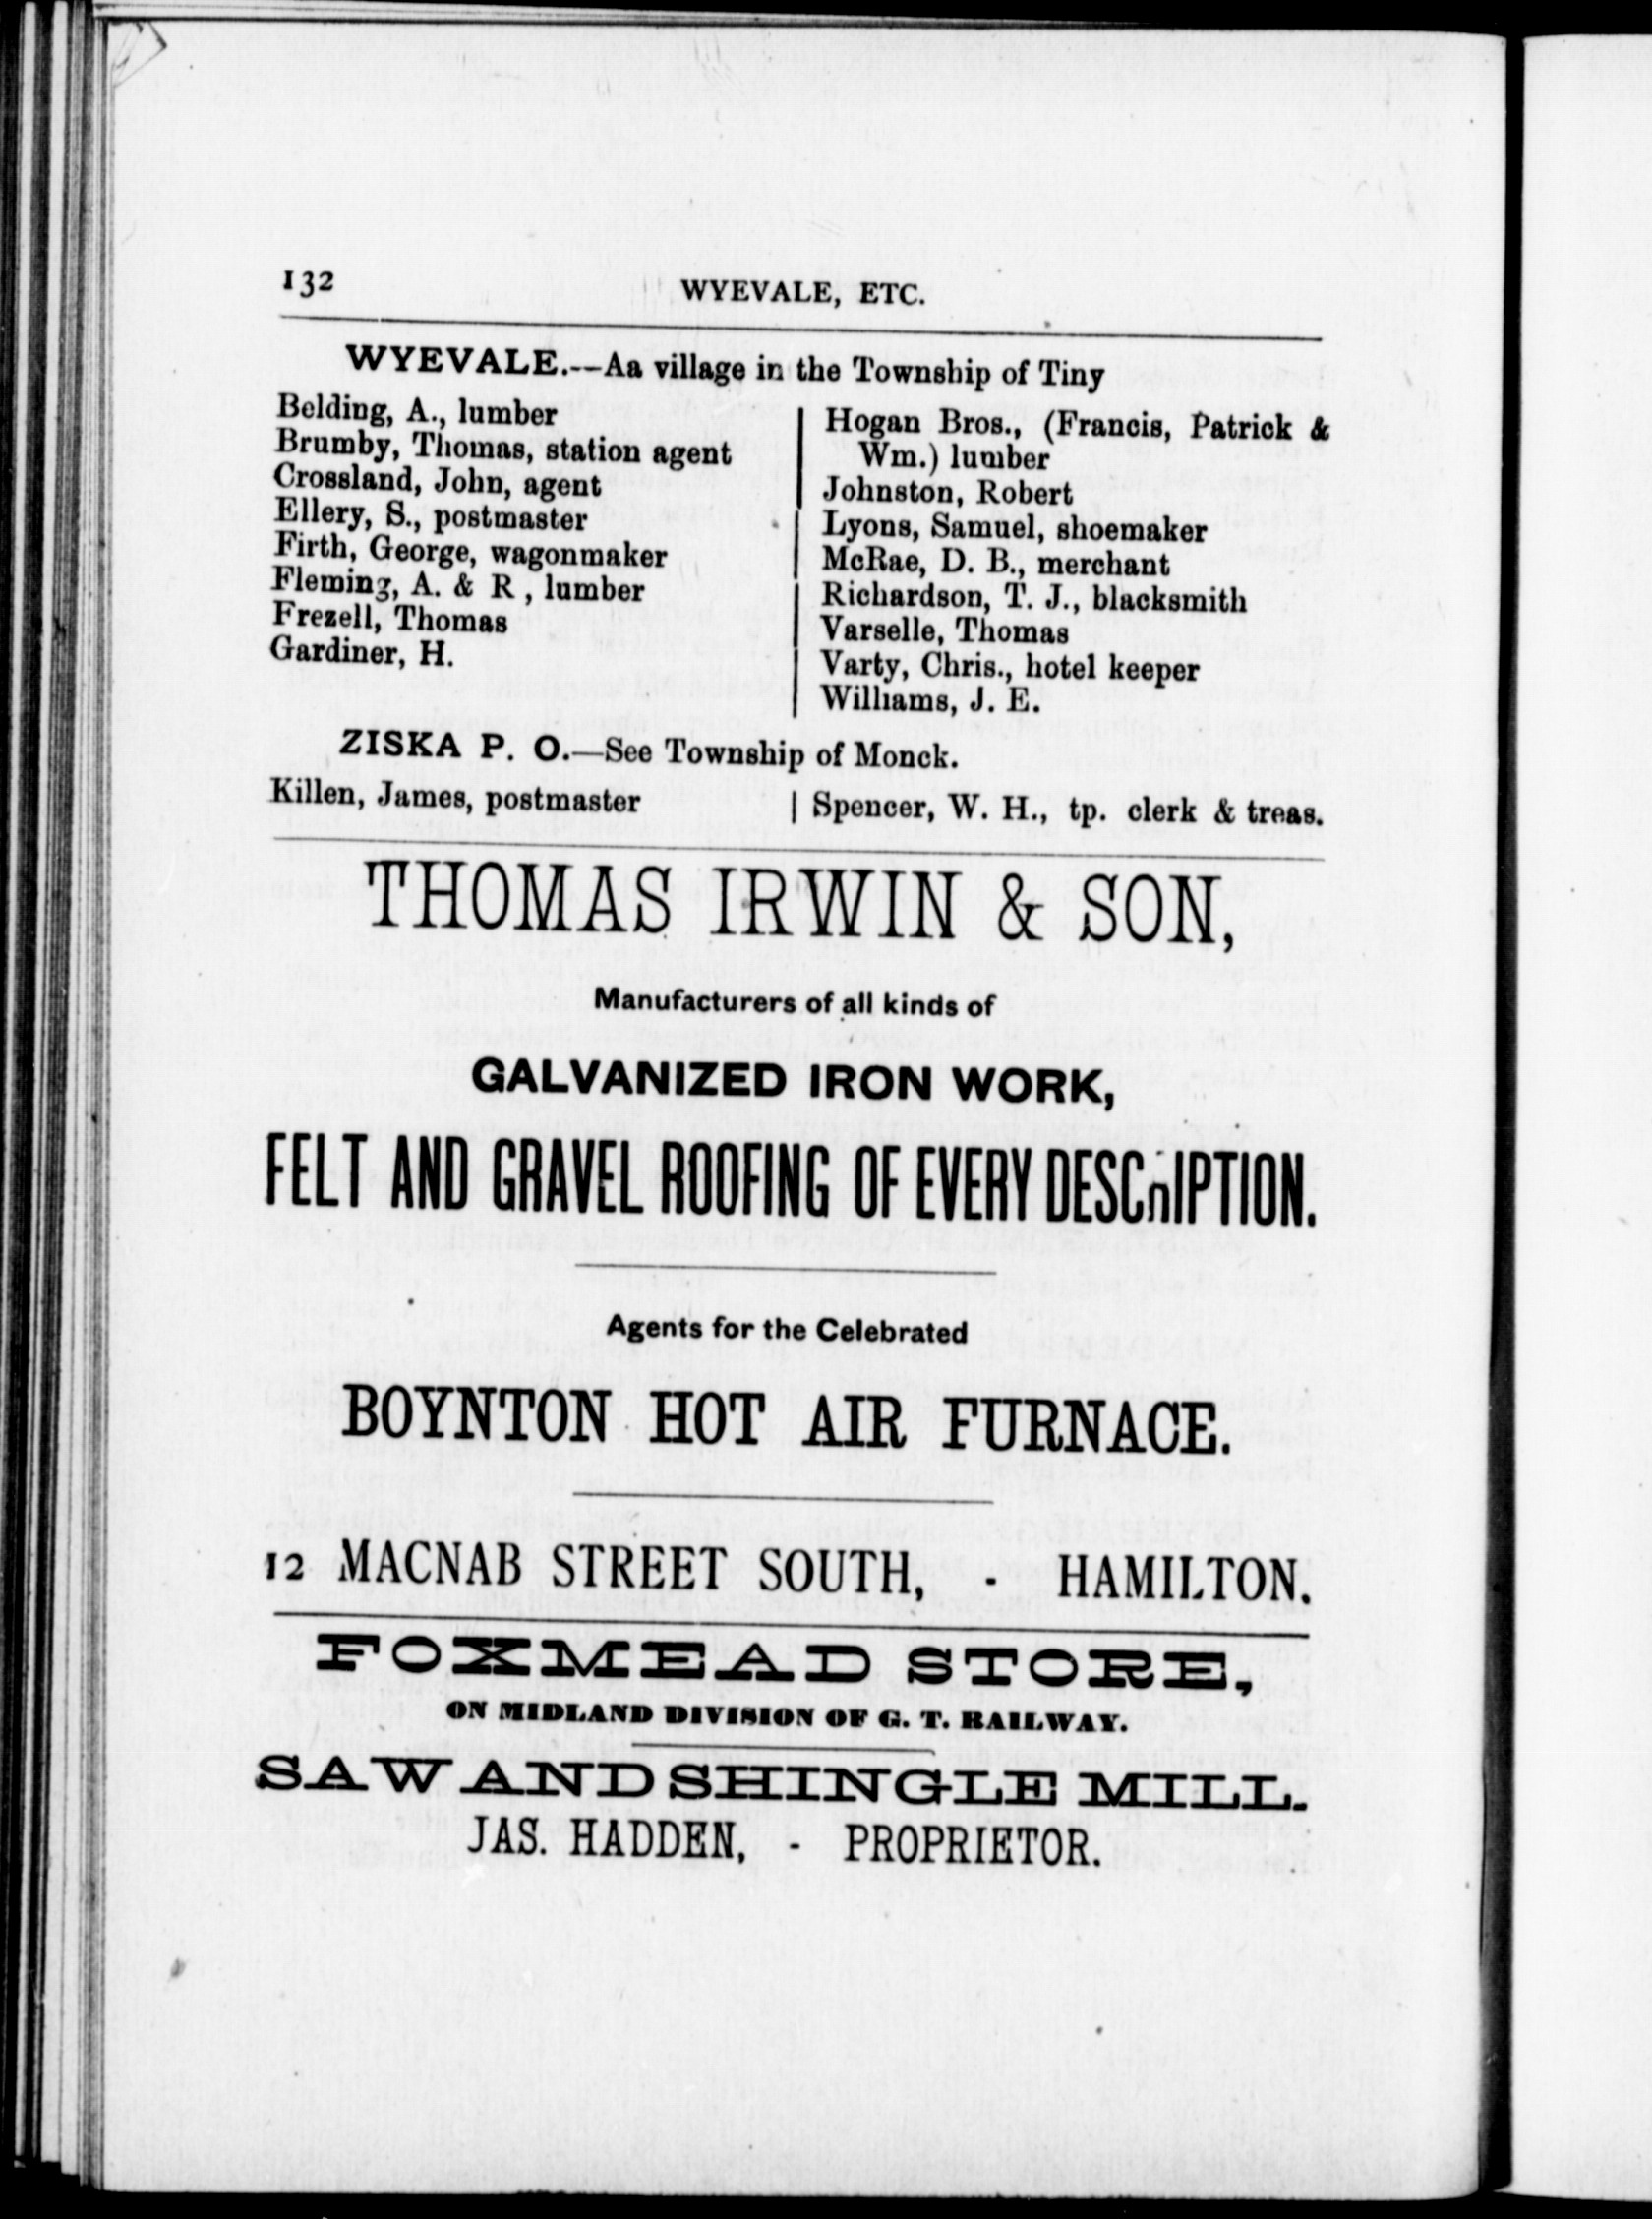 132
WYEVALE, ETC.
WYEVALE.--Aa village in the Township of Tiny
Belding, A., lumber
Brumby, Thomas, station agent
Crossland, John, agent
Ellery, S., postmaster
Firth, George, wagonmaker
Fleming, A. & R , lumber
Frezell, Thomas
Gardiner, H.
Hogan Bros., (Francis, Patrick &
Wm.) lumber
Johnston, Robert
Lyons, Samuel, shoemaker
McRae, D. B., merchant
Richardson, T. J., blacksmith
Varselle, Thomas
Varty, Chris., hotel keeper
Williams, J. E.
ZISKA P. O.—See Township of Monck.
Killen, James, postmaster
Spencer, W. H., tp. clerk & treas.
THOMAS IRWIN & SON,
Manufacturers of all kinds of
GALVANIZED IRON WORK,
FELT AND GRAVEL ROOFING OF EVERY DESCRIPTION.
Agents for the Celebrated
BOYNTON HOT AIR FURNACE.
12 MACNAB STREET SOUTH, - HAMILTON.
FOXMEAD STORE,
ON MIDLAND DIVISION OF G. T. RAILWAY.
SAW AND SHINGLE MILL.
JAS. HADDEN, - PROPRIETOR.